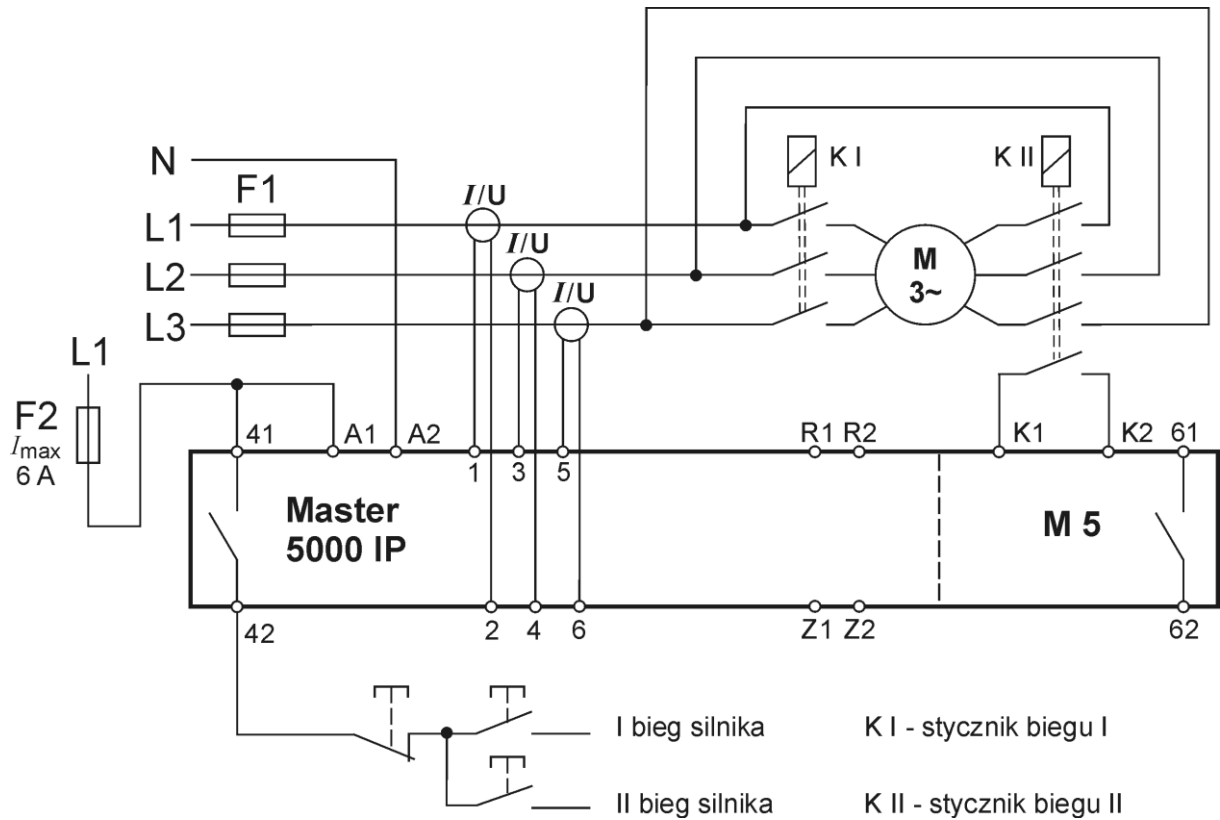 N
F1
L1
L2
L3
I/U
I/U
I/U
K I
K II
M
3~
L1
F2
Imax
6 A
41
A1
A2
1
3
5
R1 R2
K1
K2
61
Master
5000 IP
M 5
42
2
4
6
Z1 Z2
62
I bieg silnika
K I - stycznik biegu I
II bieg silnika
K II - stycznik biegu II